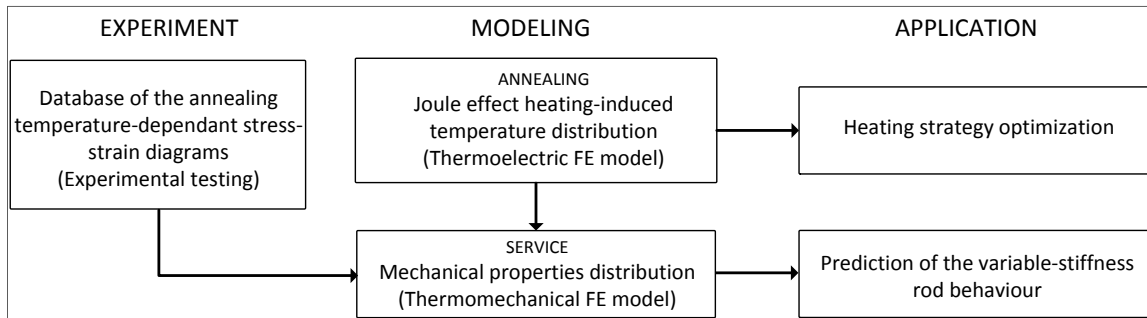 EXPERIMENT
MODELING
APPLICATION
Database of the annealing
temperature-dependant stress-
strain diagrams
(Experimental testing)
ANNEALING
Joule effect heating-induced
temperature distribution
(Thermoelectric FE model)
Heating strategy optimization
SERVICE
Mechanical properties distribution
(Thermomechanical FE model)
Prediction of the variable-stiffness
rod behaviour